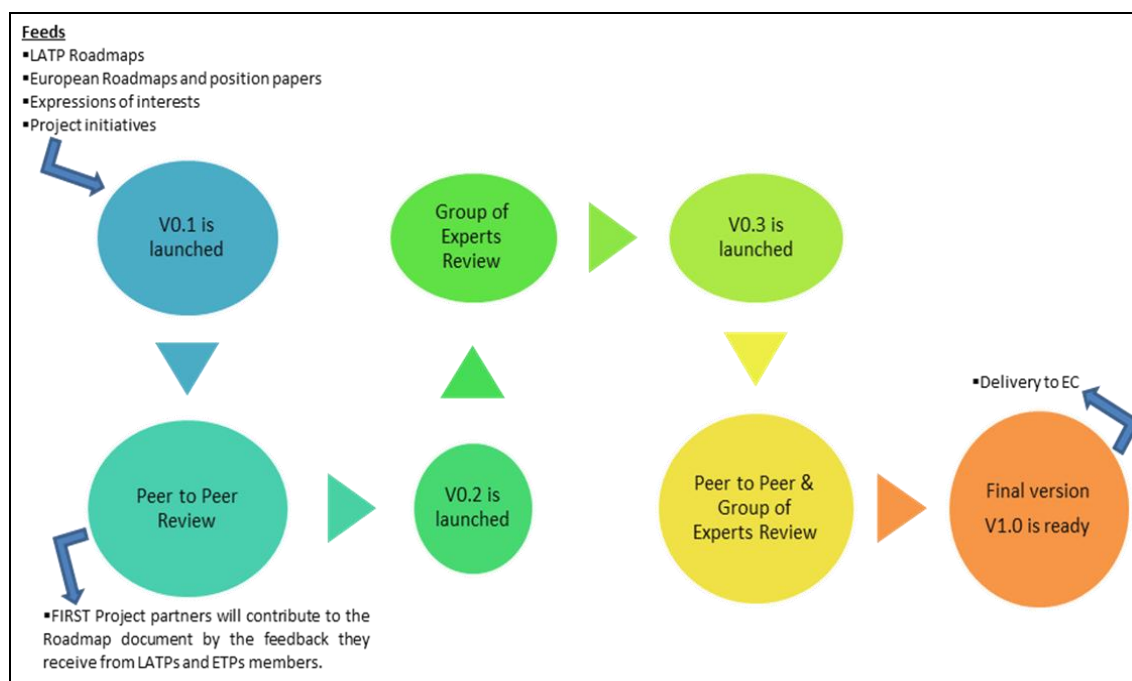 Feeds
▪LATP Roadmaps
▪European Roadmaps and position papers
▪Expressions of interests
▪Project initiatives
V0.1 is
launched
Peer to Peer
Review
▪FIRST Project partners will contribute to the
Roadmap document by the feedback they
receive from LATPs and ETPs members.
V0.2 is
launched
Group of
Experts
Review
V0.3 is
launched
Peer to Peer &
Group of
Experts Review
Final version
V1.0 is ready
▪Delivery to EC